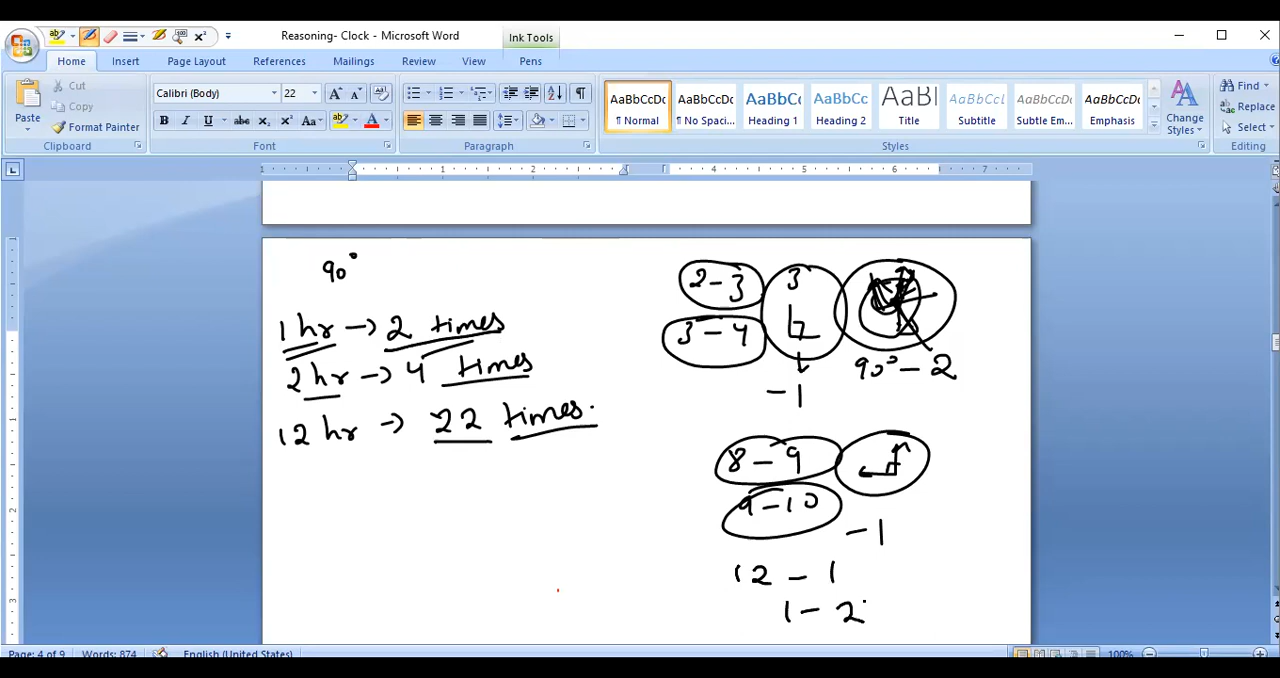 Reasoning- Clock - Microsoft Word
Ink Tools
Home Insert Page Layout References Mailings Review View Pens
Paste
Cut
Copy
Format Painter
Clipboard
Calibri (Body) 22
Font
Paragraph
AaBbCcDc AaBbCcDc AaBbCc AaBbCc AaBl AaBbCcL AaBbCcDc AaBbCcDc
¶ Normal ¶ No Spaci... Heading 1 Heading 2 Title Subtitle Subtle Em... Emphasis
Change Styles
Styles
Find
Replace
Select
Editing
90°
1 hr → 2 times
2 hr → 4 times
12 hr → 22 times.
2 - 3
3 - 4
3
- 1
90° - 2
8 - 9
9 - 10
- 1
12 - 1
1 - 2
Page: 4 of 9 Words: 874 English (United States) 100%